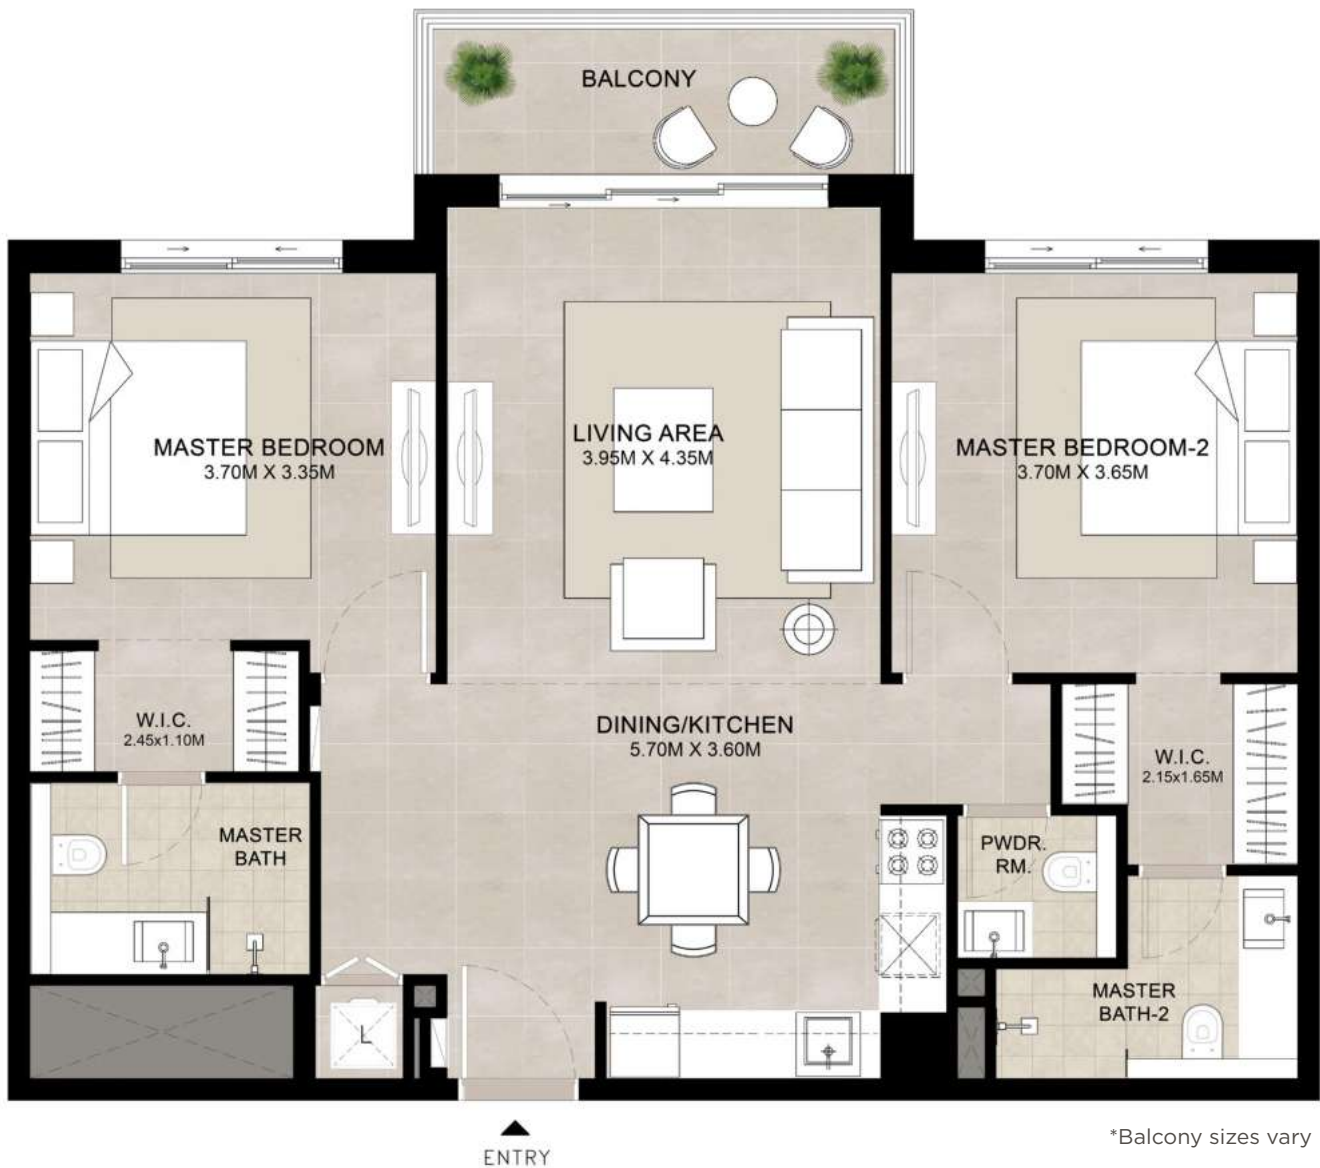 BALCONY
MASTER BEDROOM
3.70M X 3.35M
LIVING AREA
3.95M X 4.35M
MASTER BEDROOM-2
3.70M X 3.65M
W.I.C.
2.45x1.10M
DINING/KITCHEN
5.70M X 3.60M
W.I.C.
2.15x1.65M
MASTER
BATH
PWDR.
RM.
MASTER
BATH-2
L
ENTRY
*Balcony sizes vary